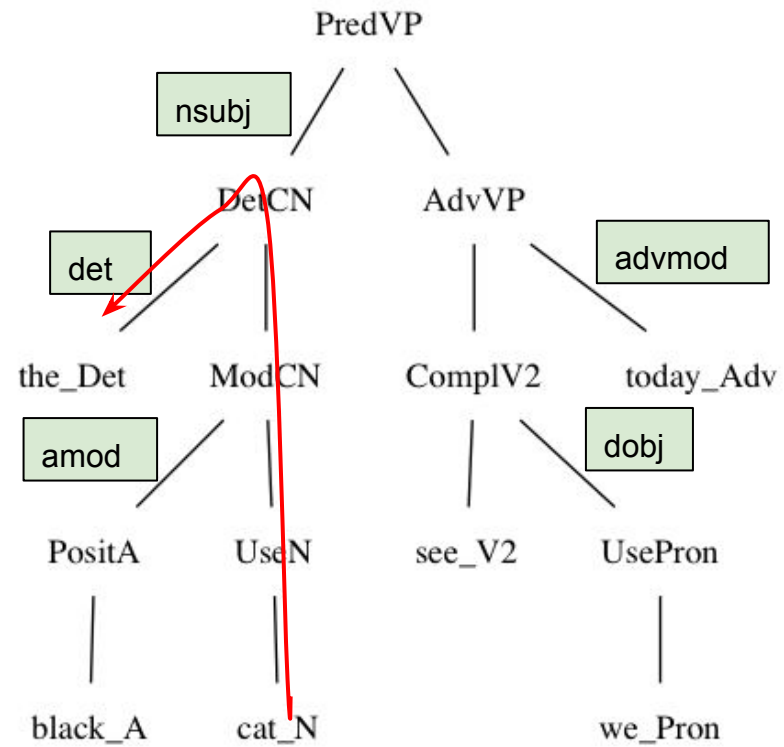 PredVP
nsubj
DetCN AdvVP
det advmod
the_Det ModCN ComplV2 today_Adv
amod dobj
PositA UseN see_V2 UsePron
black_A cat_N we_Pron